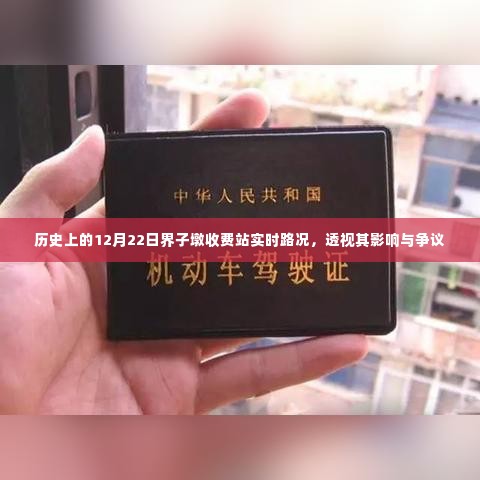 中华人民共和国
历史上的12月22日界子墩收费站实时路况，透视其影响与争议
机动车驾驶证